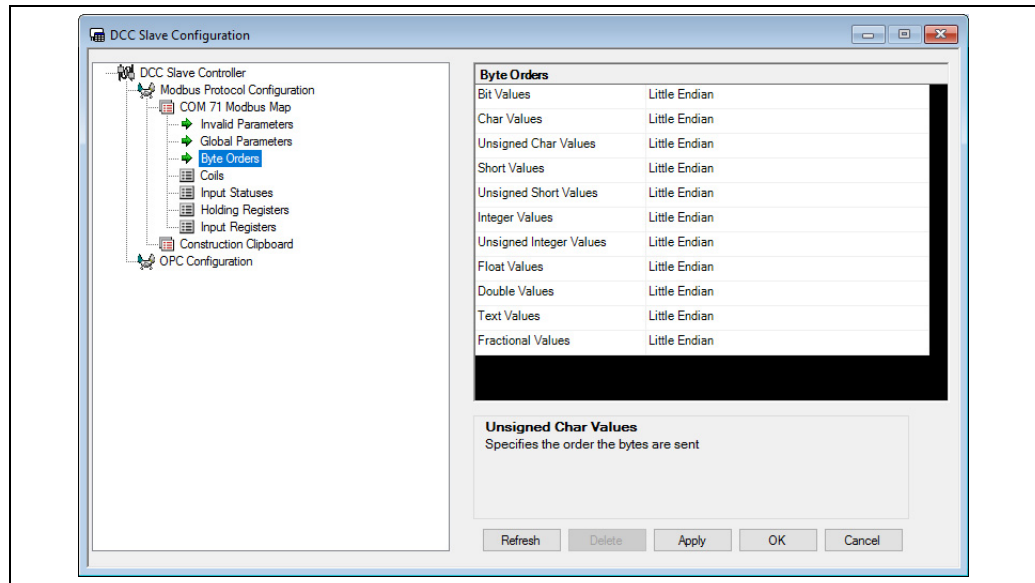 DCC Slave Configuration
DCC Slave Controller
Modbus Protocol Configuration
COM 71 Modbus Map
Invalid Parameters
Global Parameters
Byte Orders
Coils
Input Statuses
Holding Registers
Input Registers
Construction Clipboard
OPC Configuration
Byte Orders
Bit Values Little Endian
Char Values Little Endian
Unsigned Char Values Little Endian
Short Values Little Endian
Unsigned Short Values Little Endian
Integer Values Little Endian
Unsigned Integer Values Little Endian
Float Values Little Endian
Double Values Little Endian
Text Values Little Endian
Fractional Values Little Endian
Unsigned Char Values
Specifies the order the bytes are sent
Refresh Delete Apply OK Cancel